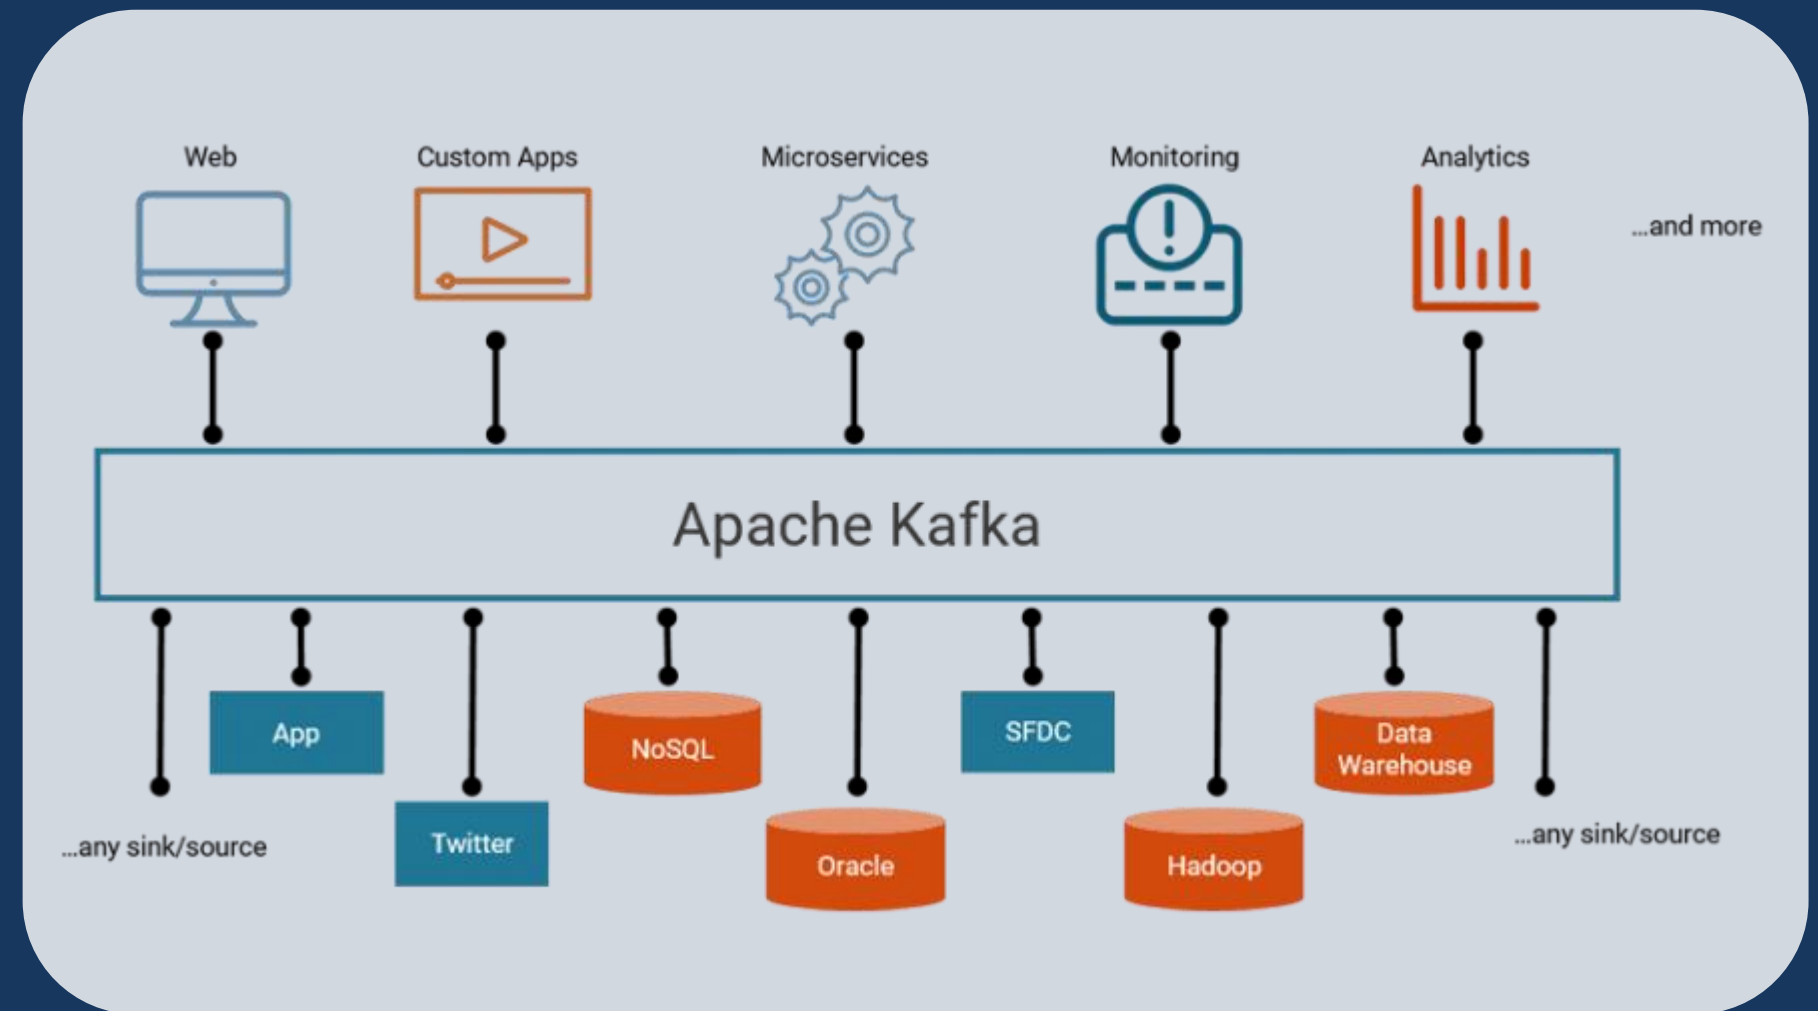 Web
Custom Apps
Microservices
Monitoring
Analytics
...and more
Apache Kafka
App
NoSQL
SFDC
Data
Warehouse
...any sink/source
Twitter
Oracle
Hadoop
...any sink/source